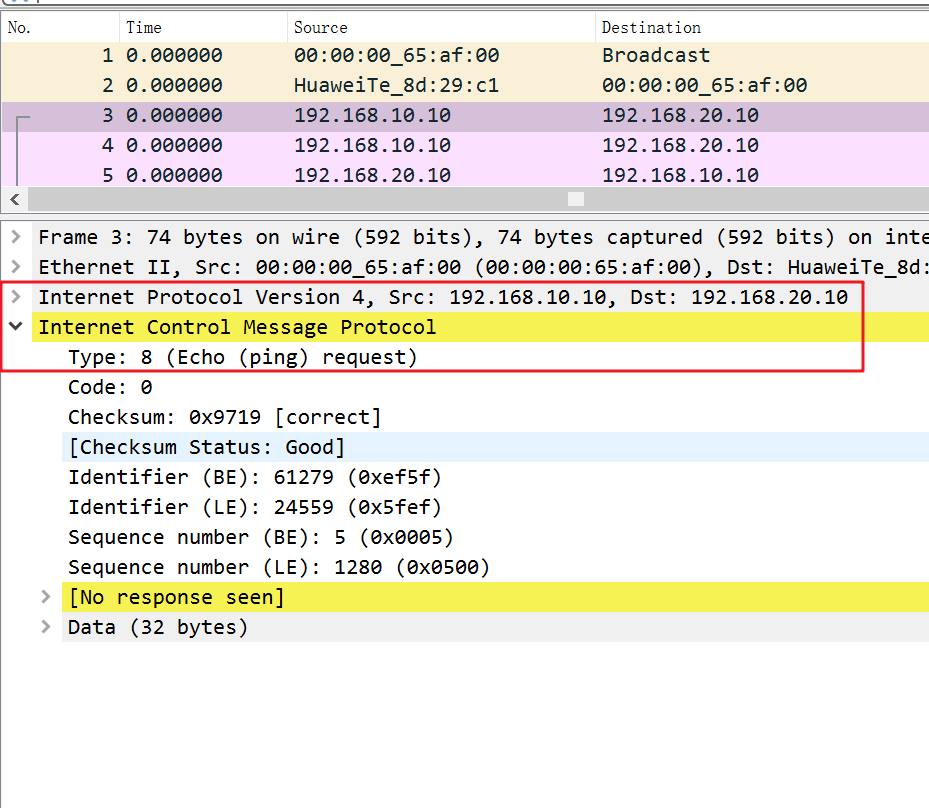 No. Time Source Destination
1 0.000000 00:00:00_65:af:00 Broadcast
2 0.000000 HuaweiTe_8d:29:c1 00:00:00_65:af:00
3 0.000000 192.168.10.10 192.168.20.10
4 0.000000 192.168.10.10 192.168.20.10
5 0.000000 192.168.20.10 192.168.10.10
Frame 3: 74 bytes on wire (592 bits), 74 bytes captured (592 bits) on inte
Ethernet II, Src: 00:00:00_65:af:00 (00:00:00:65:af:00), Dst: HuaweiTe_8d:
Internet Protocol Version 4, Src: 192.168.10.10, Dst: 192.168.20.10
Internet Control Message Protocol
Type: 8 (Echo (ping) request)
Code: 0
Checksum: 0x9719 [correct]
[Checksum Status: Good]
Identifier (BE): 61279 (0xef5f)
Identifier (LE): 24559 (0x5fef)
Sequence number (BE): 5 (0x0005)
Sequence number (LE): 1280 (0x0500)
[No response seen]
Data (32 bytes)